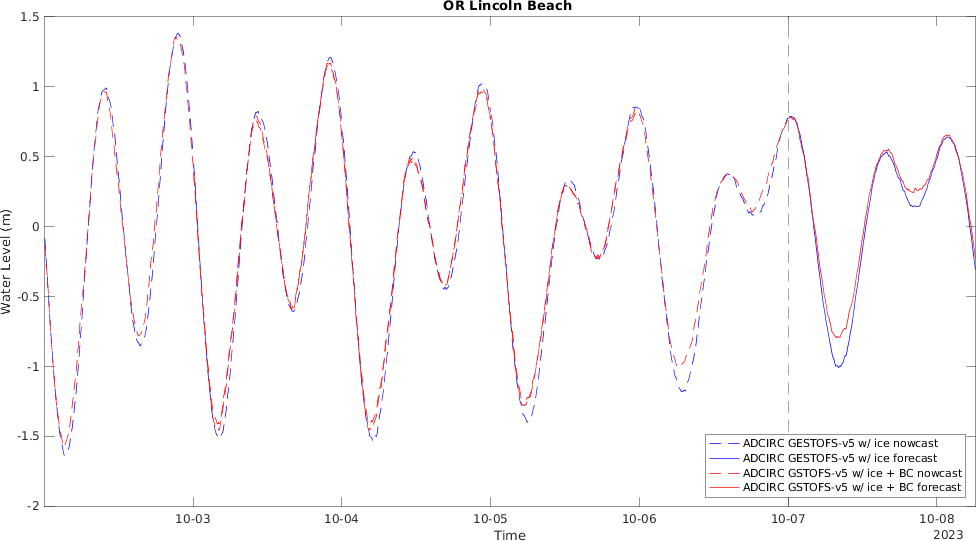 OR Lincoln Beach
1.5
1
0.5
0
-0.5
-1
-1.5
-2
Water Level (m)
10-03
10-04
10-05
10-06
10-07
10-08
Time
2023
ADCIRC GESTOFS-v5 w/ ice nowcast
ADCIRC GESTOFS-v5 w/ ice forecast
ADCIRC GSTOFS-v5 w/ ice + BC nowcast
ADCIRC GSTOFS-v5 w/ ice + BC forecast